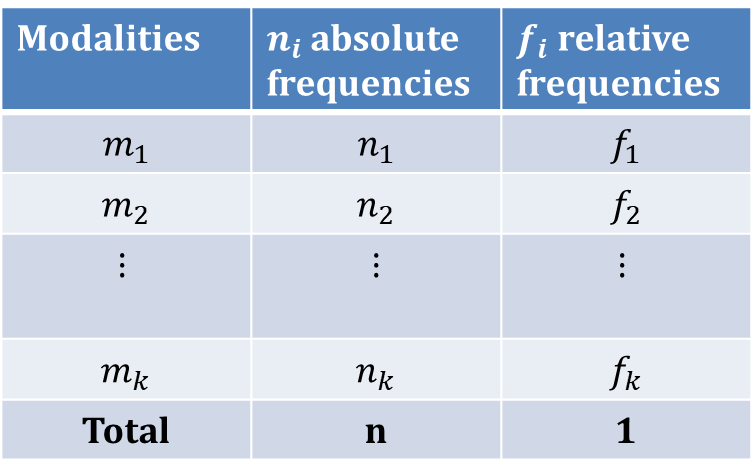 Modalities nᵢ absolute frequencies fᵢ relative frequencies
m₁ n₁ f₁
m₂ n₂ f₂
⋮ ⋮ ⋮
mₖ nₖ fₖ
Total n 1